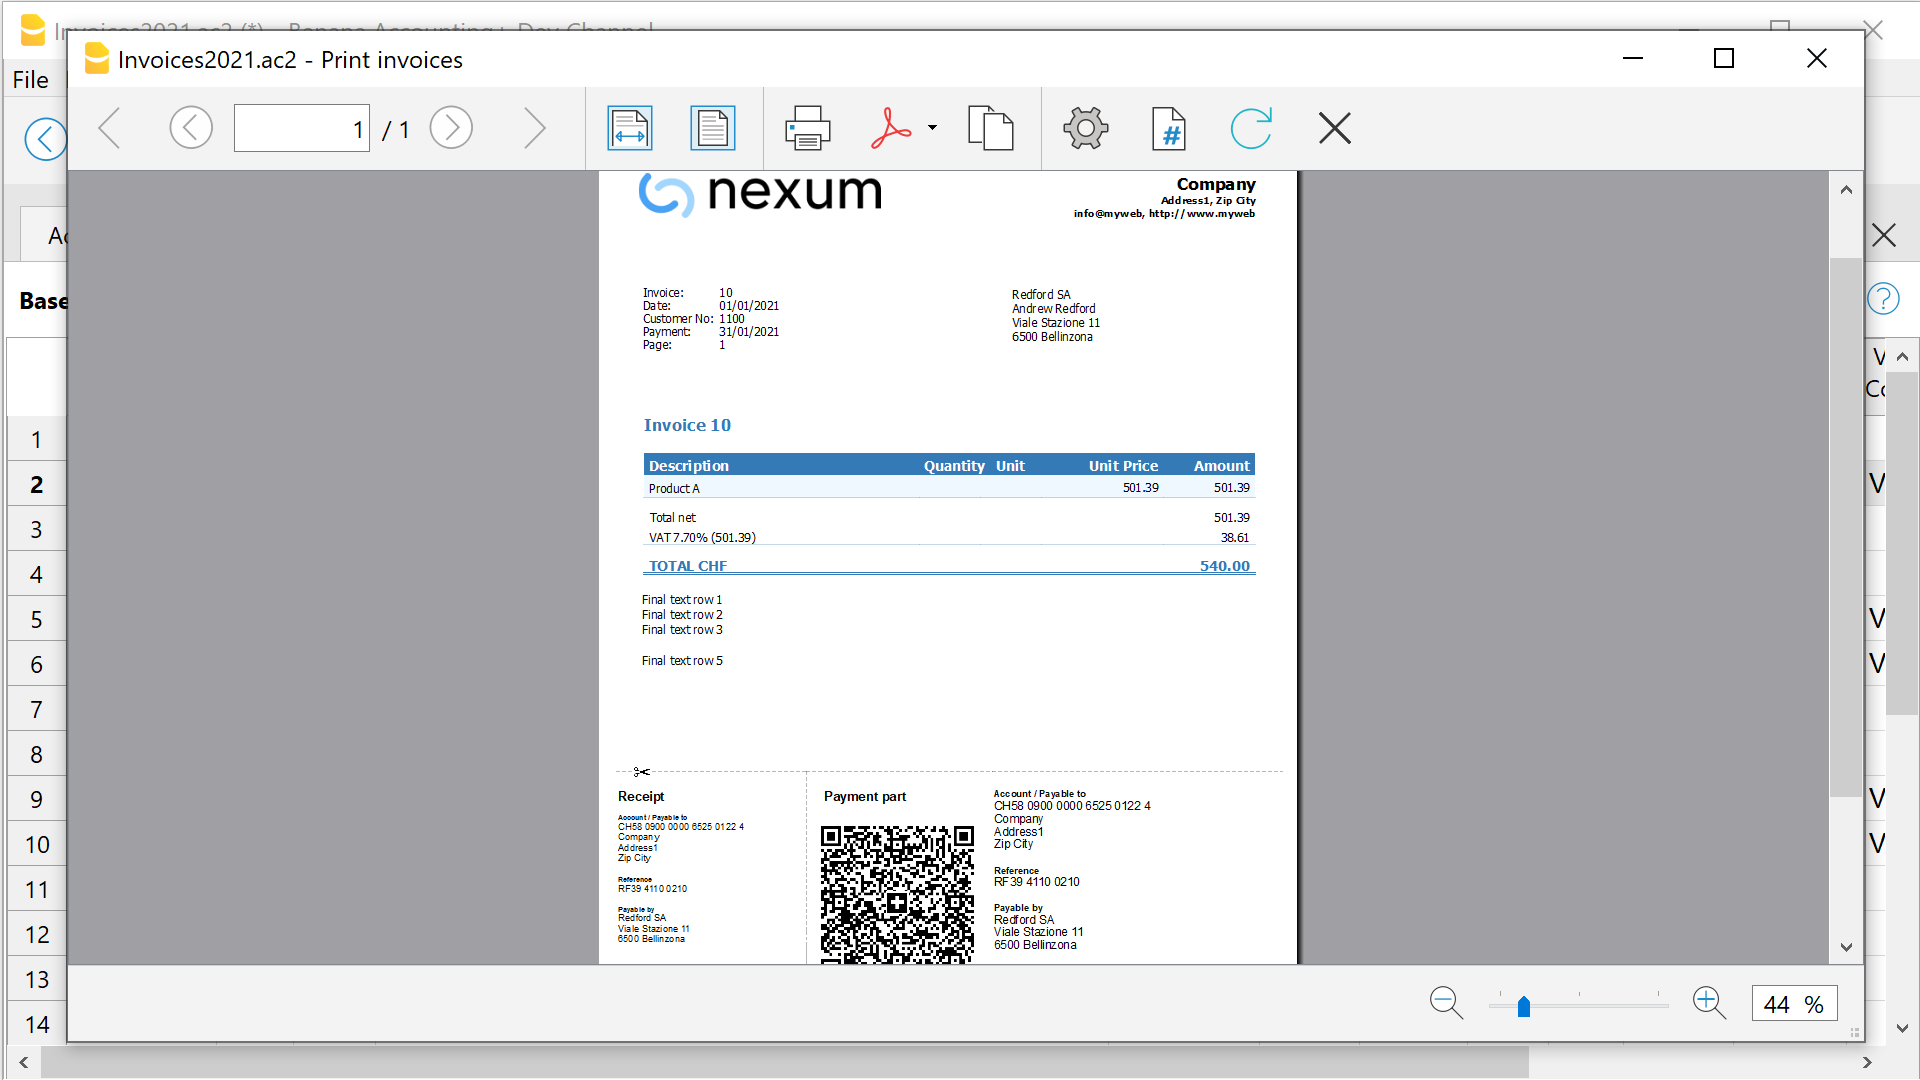 Invoices2021.ac2 (*) - Banana Accounting+ Dev Channel
Invoices2021.ac2 - Print invoices
File
1 / 1
#
Base
nexum
Company
Address1, Zip City
info@myweb, http://www.myweb
Invoice: 10
Date: 01/01/2021
Customer No: 1100
Payment: 31/01/2021
Page: 1
Redford SA
Andrew Redford
Viale Stazione 11
6500 Bellinzona
Invoice 10
Description Quantity Unit Unit Price Amount
Product A 501.39 501.39
Total net 501.39
VAT 7.70% (501.39) 38.61
TOTAL CHF 540.00
Final text row 1
Final text row 2
Final text row 3
Final text row 5
Receipt
Account / Payable to
CH58 0900 0000 6525 0122 4
Company
Address1
Zip City
Reference
RF39 4110 0210
Payable by
Redford SA
Viale Stazione 11
6500 Bellinzona
Payment part
Account / Payable to
CH58 0900 0000 6525 0122 4
Company
Address1
Zip City
Reference
RF39 4110 0210
Payable by
Redford SA
Viale Stazione 11
6500 Bellinzona
?
1
2
3
4
5
6
7
8
9
10
11
12
13
14
V
V
V
V
V
V
44 %